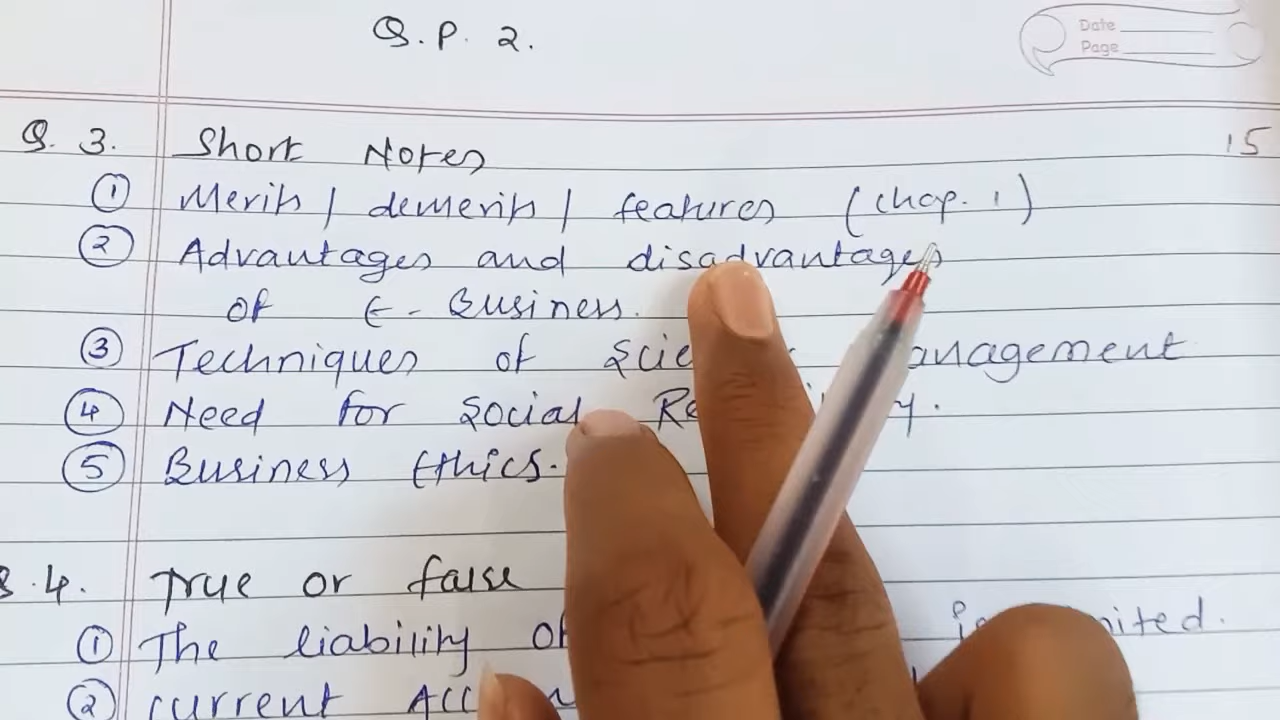 Q. P. 2.
Date
Page
Q. 3. Short Notes 15
① Merits / demerits / features (chap. 1)
② Advantages and disadvantages
of E - Business.
③ Techniques of anagement
④ Need for Social
⑤ Business Ethics.
Q.4. True or false
① The liability
② current